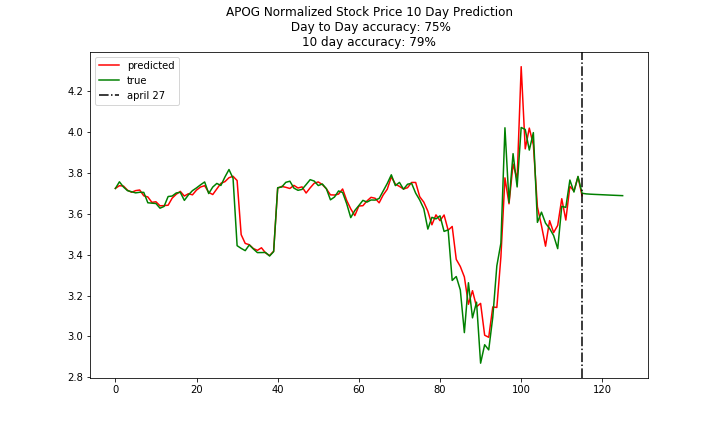 APOG Normalized Stock Price 10 Day Prediction
Day to Day accuracy: 75%
10 day accuracy: 79%
predicted
true
april 27
4.2
4.0
3.8
3.6
3.4
3.2
3.0
2.8
0 20 40 60 80 100 120